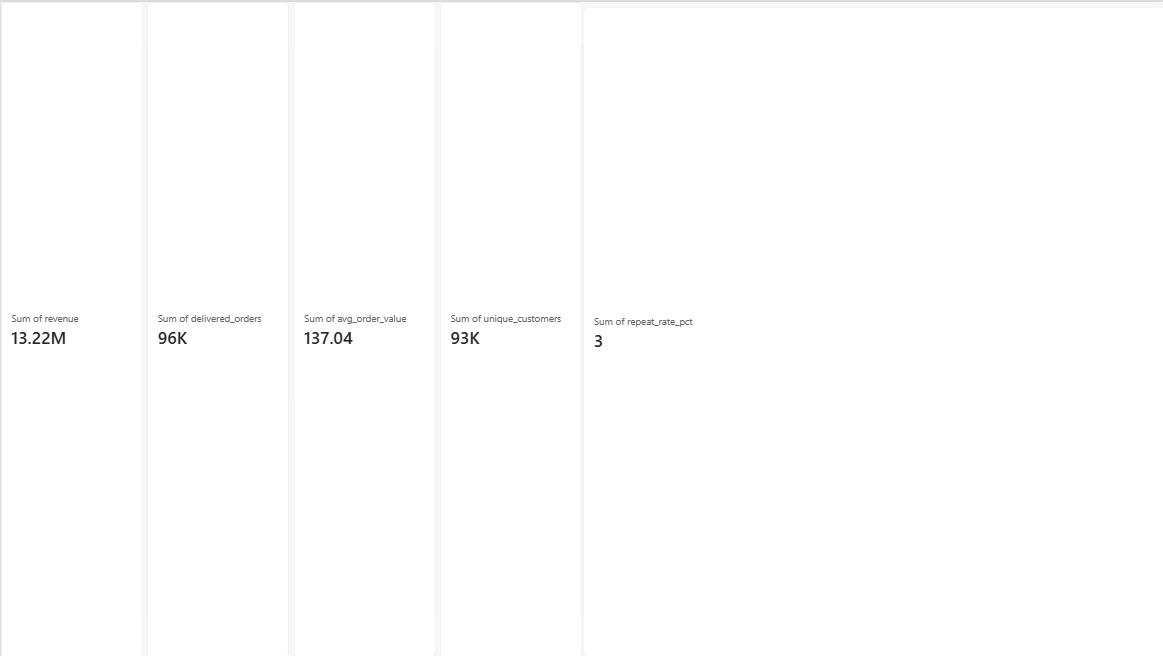 Sum of revenue
13.22M
Sum of delivered_orders
96K
Sum of avg_order_value
137.04
Sum of unique_customers
93K
Sum of repeat_rate_pct
3